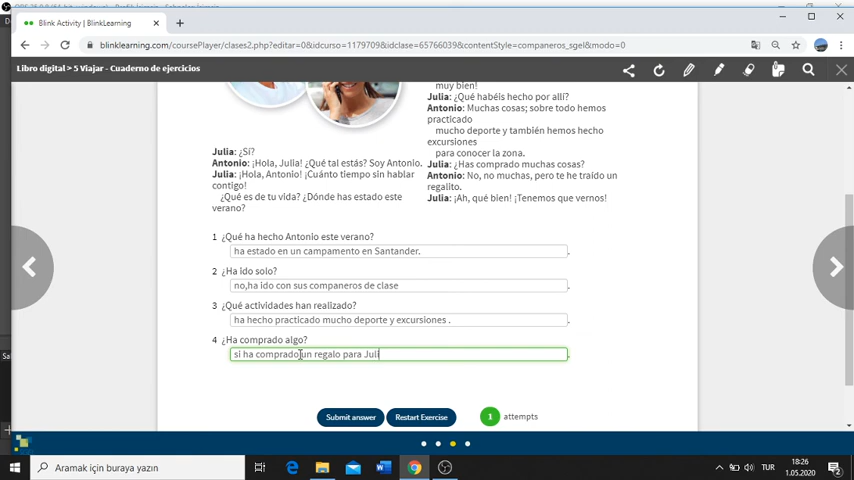 Blink Activity | BlinkLearning
blinklearning.com/coursePlayer/clases2.php?editar=0&idcurso=1179709&idclase=65766039&contentStyle=companeros_sgel&modo=0
Libro digital > 5 Viajar - Cuaderno de ejercicios
Julia: ¿Sí?
Antonio: ¡Hola, Julia! ¿Qué tal estás? Soy Antonio.
Julia: ¡Hola, Antonio! ¡Cuánto tiempo sin hablar
contigo!
¿Qué es de tu vida? ¿Dónde has estado este
verano?
muy bien!
Julia: ¿Qué habéis hecho por allí?
Antonio: Muchas cosas; sobre todo hemos
practicado
mucho deporte y también hemos hecho
excursiones
para conocer la zona.
Julia: ¿Has comprado muchas cosas?
Antonio: No, no muchas, pero te he traído un
regalito.
Julia: ¡Ah, qué bien! ¡Tenemos que vernos!
1 ¿Qué ha hecho Antonio este verano?
ha estado en un campamento en Santander. .
2 ¿Ha ido solo?
no,ha ido con sus companeros de clase .
3 ¿Qué actividades han realizado?
ha hecho practicado mucho deporte y excursiones . .
4 ¿Ha comprado algo?
si ha comprado un regalo para Juli .
Submit answer
Restart Exercise
1 attempts
Aramak için buraya yazın
TUR
18:26
1.05.2020
2